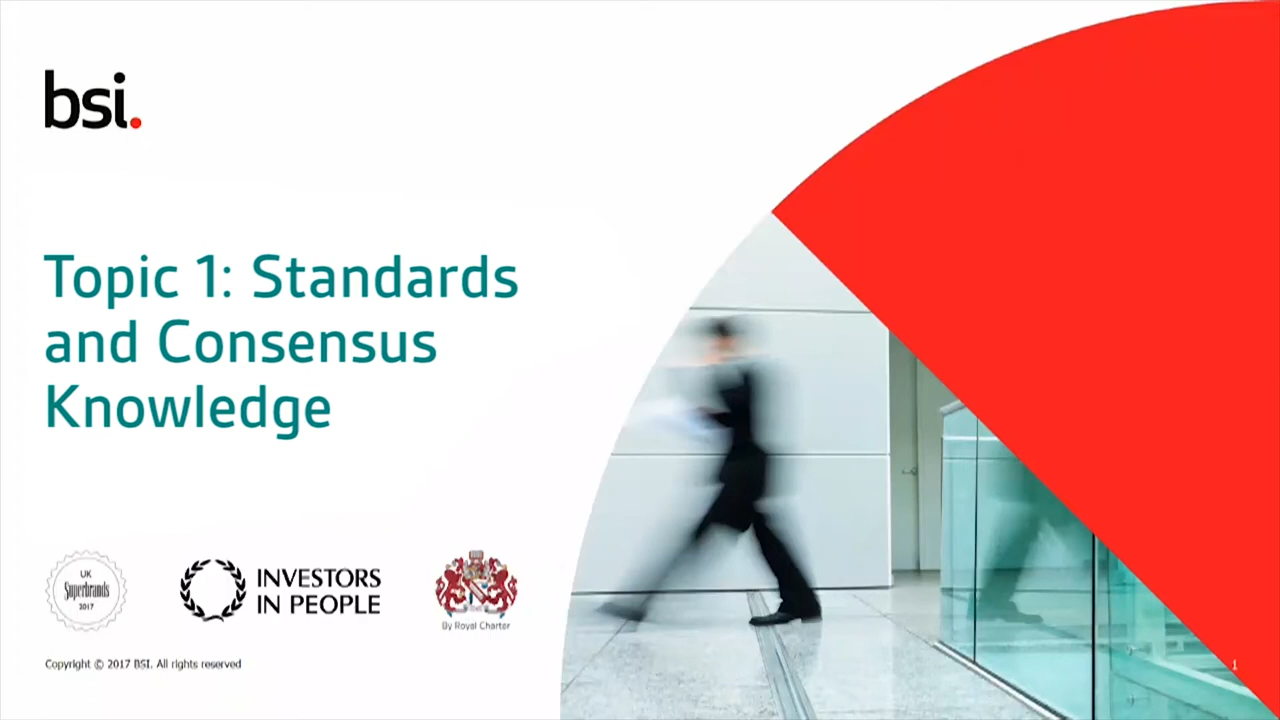 bsi.
Topic 1: Standards
and Consensus
Knowledge
UK
Superbrands
2017
INVESTORS
IN PEOPLE
By Royal Charter
Copyright © 2017 BSI. All rights reserved
1